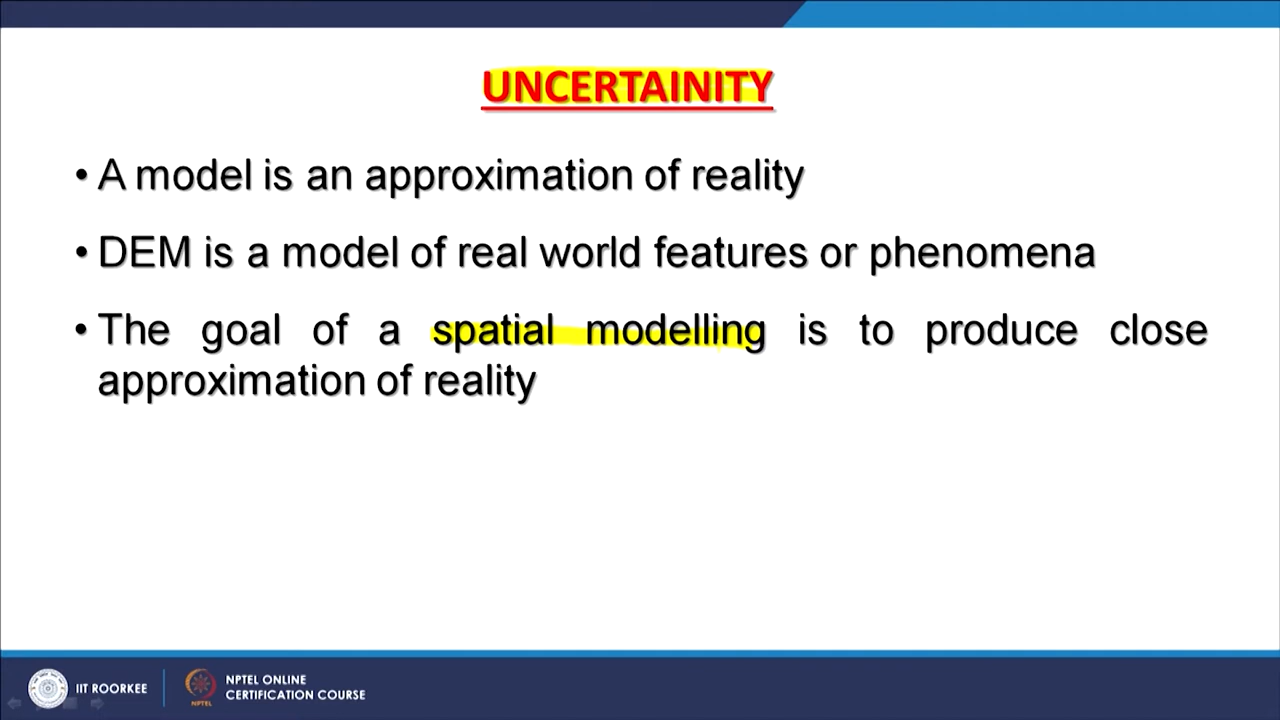 UNCERTAINITY
• A model is an approximation of reality
• DEM is a model of real world features or phenomena
• The goal of a spatial modelling is to produce close
approximation of reality
IIT ROORKEE
NPTEL
NPTEL ONLINE
CERTIFICATION COURSE